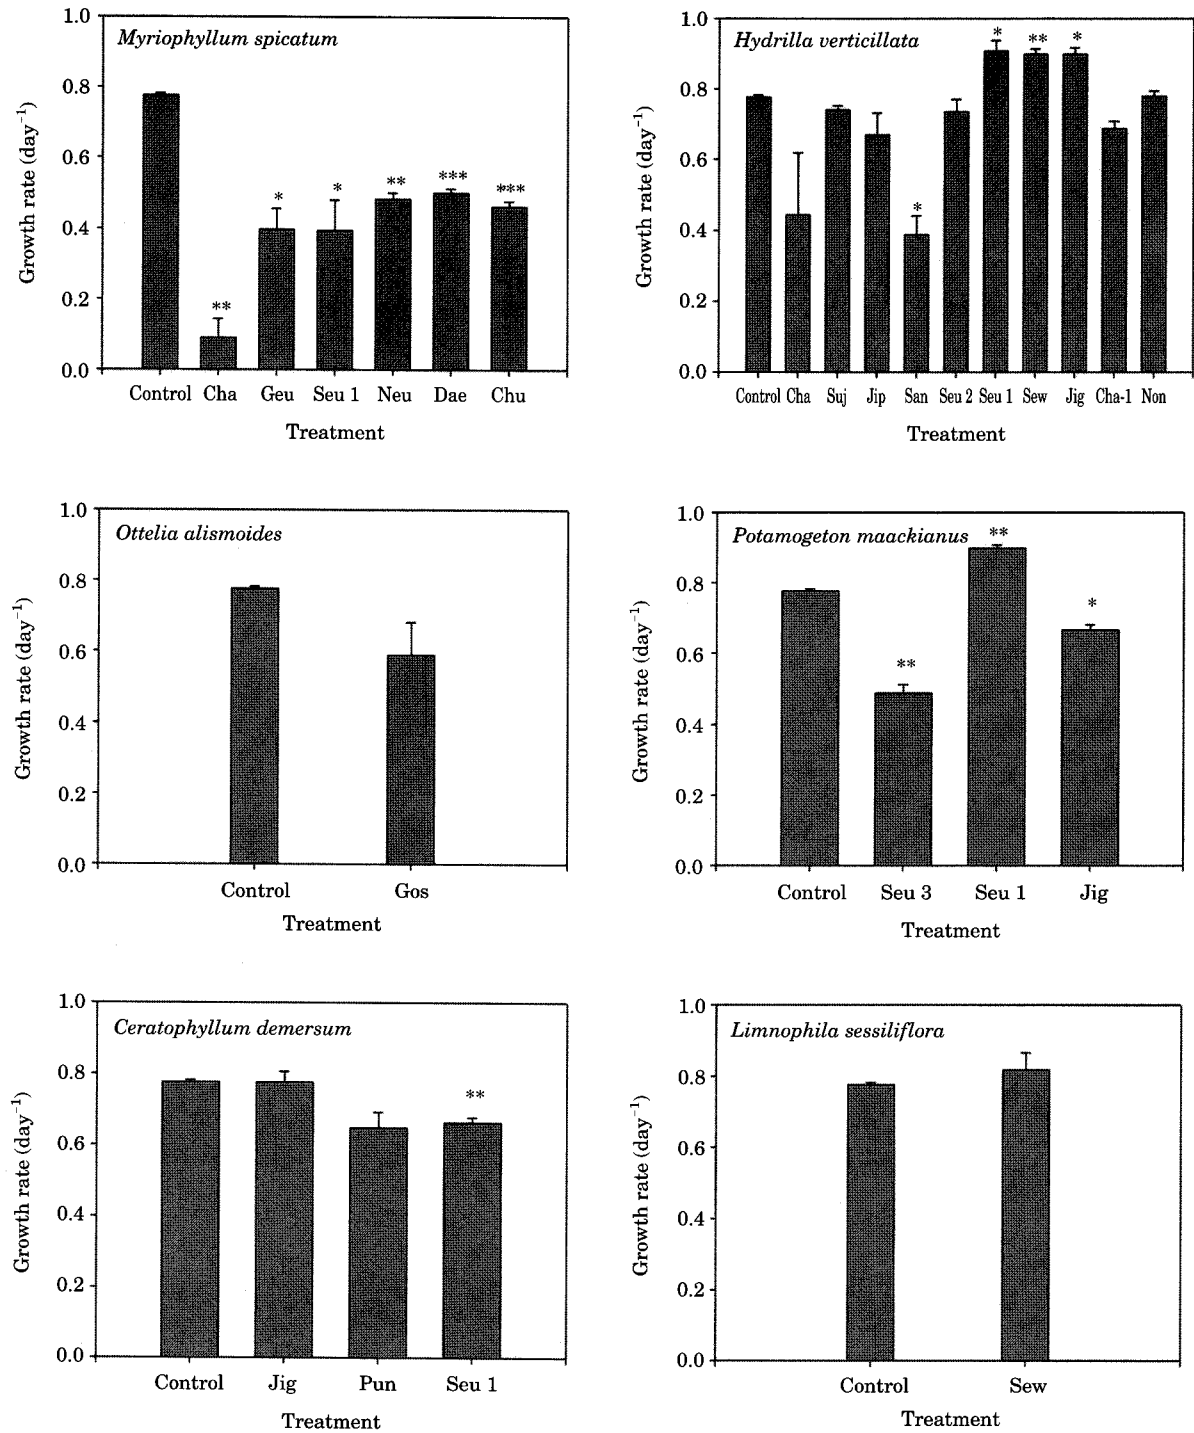 Myriophyllum spicatum
Growth rate (day⁻¹)
1.0
0.8
0.6
0.4
0.2
0.0
**
*
*
**
***
***
Control Cha Geu Seu 1 Neu Dae Chu
Treatment
Hydrilla verticillata
Growth rate (day⁻¹)
1.0
0.8
0.6
0.4
0.2
0.0
*
*
**
*
Control Cha Suj Jip San Seu 2 Seu 1 Sew Jig Cha-1 Non
Treatment
Ottelia alismoides
Growth rate (day⁻¹)
1.0
0.8
0.6
0.4
0.2
0.0
Control Gos
Treatment
Potamogeton maackianus
Growth rate (day⁻¹)
1.0
0.8
0.6
0.4
0.2
0.0
**
**
*
Control Seu 3 Seu 1 Jig
Treatment
Ceratophyllum demersum
Growth rate (day⁻¹)
1.0
0.8
0.6
0.4
0.2
0.0
**
Control Jig Pun Seu 1
Treatment
Limnophila sessiliflora
Growth rate (day⁻¹)
1.0
0.8
0.6
0.4
0.2
0.0
Control Sew
Treatment